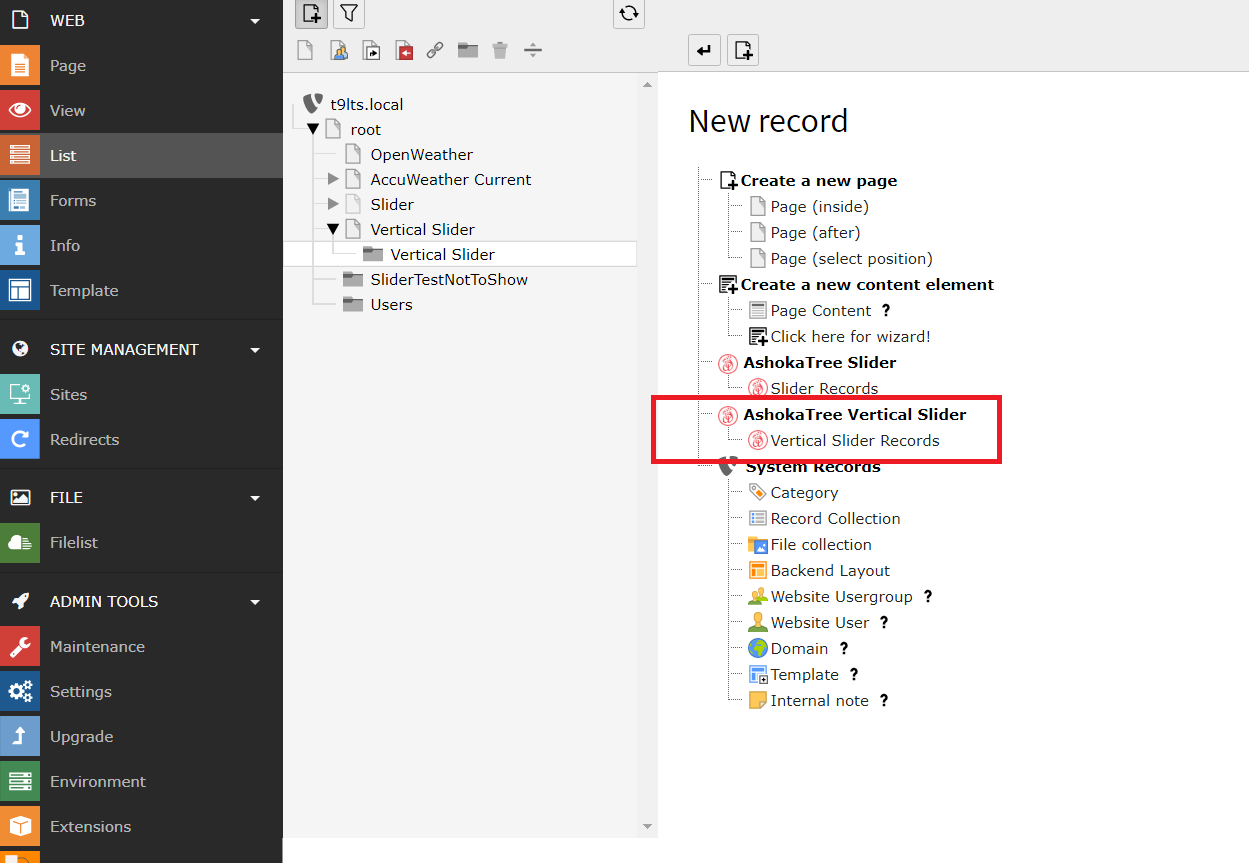 WEB
Page
View
List
Forms
Info
Template
SITE MANAGEMENT
Sites
Redirects
FILE
Filelist
ADMIN TOOLS
Maintenance
Settings
Upgrade
Environment
Extensions
t9lts.local
root
OpenWeather
AccuWeather Current
Slider
Vertical Slider
Vertical Slider
SliderTestNotToShow
Users
New record
Create a new page
Page (inside)
Page (after)
Page (select position)
Create a new content element
Page Content ?
Click here for wizard!
AshokaTree Slider
Slider Records
AshokaTree Vertical Slider
Vertical Slider Records
System Records
Category
Record Collection
File collection
Backend Layout
Website Usergroup ?
Website User ?
Domain ?
Template ?
Internal note ?